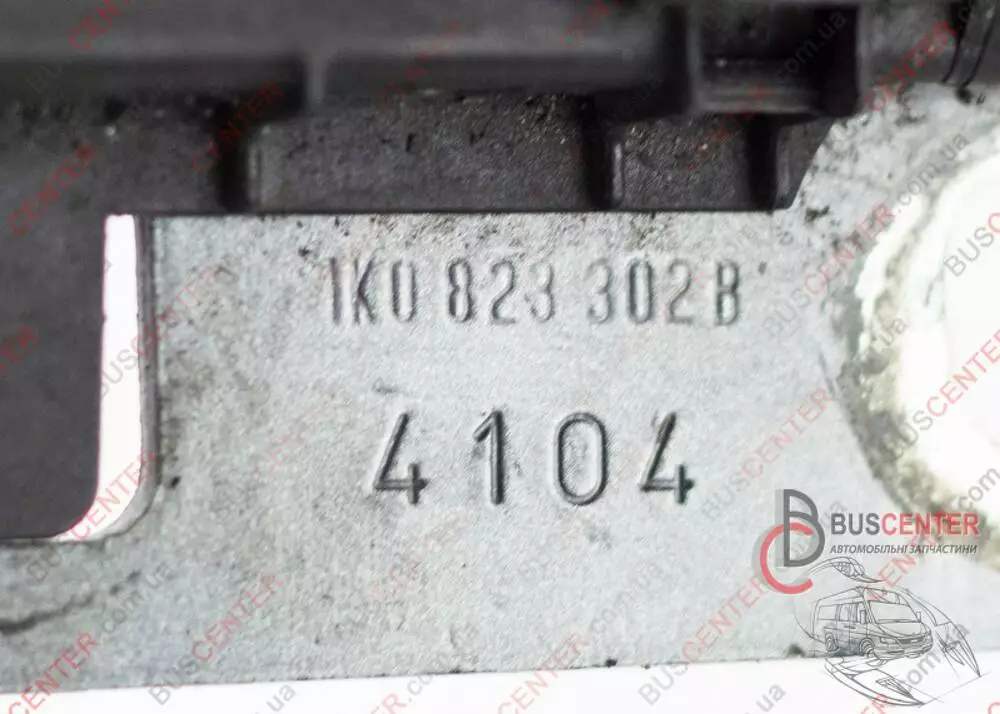 1K0 823 302 B
4104
BUSCENTER
АВТОМОБІЛЬНІ ЗАПЧАСТИНИ